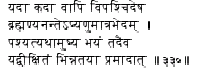 यदा कदा वापि विपश्चिदेष
ब्रह्मण्यनन्तेऽप्यणुमात्रभेदम् ।
पश्यत्यथामुष्य भयं तदैव
यद्वीक्षितं भिन्नतया प्रमादात् ॥ ३३० ॥